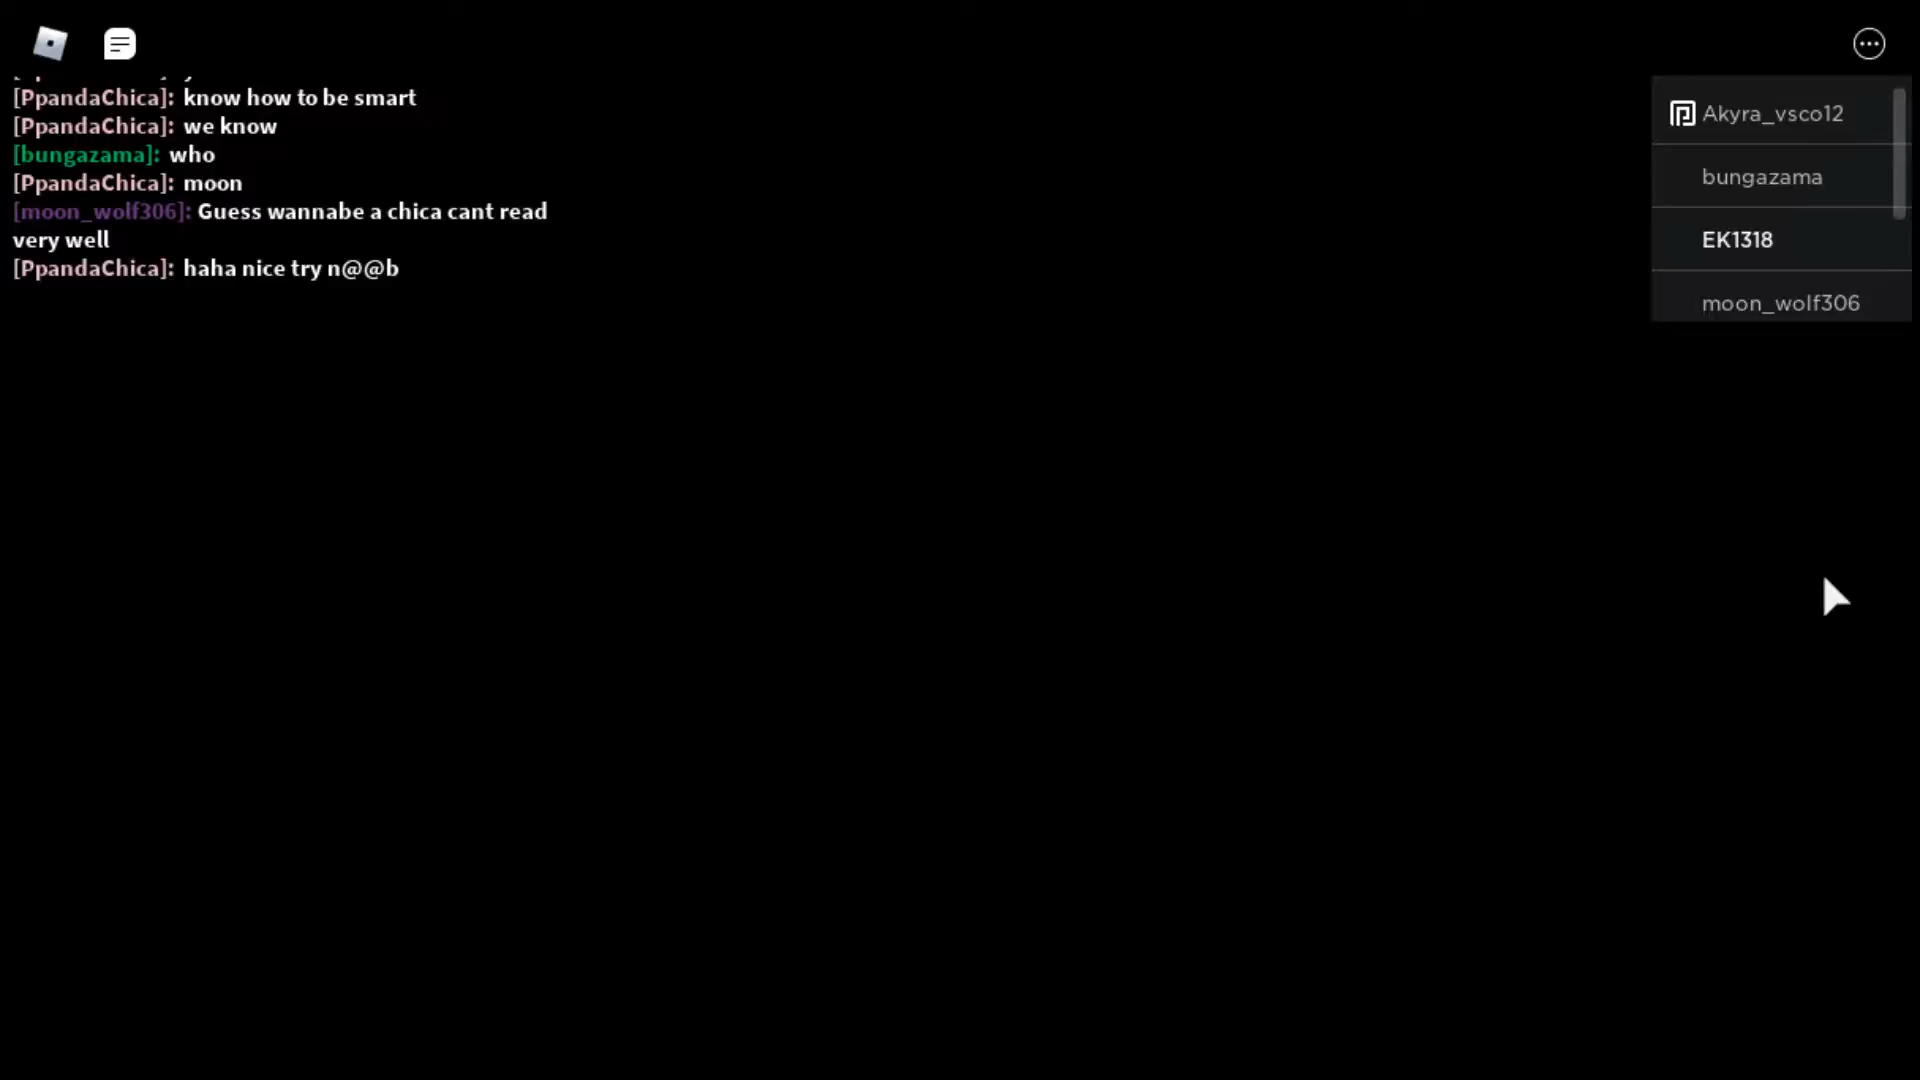 [PpandaChica]: know how to be smart
[PpandaChica]: we know
[bungazama]: who
[PpandaChica]: moon
[moon_wolf306]: Guess wannabe a chica cant read
very well
[PpandaChica]: haha nice try n@@b
Akyra_vsco12
bungazama
EK1318
moon_wolf306